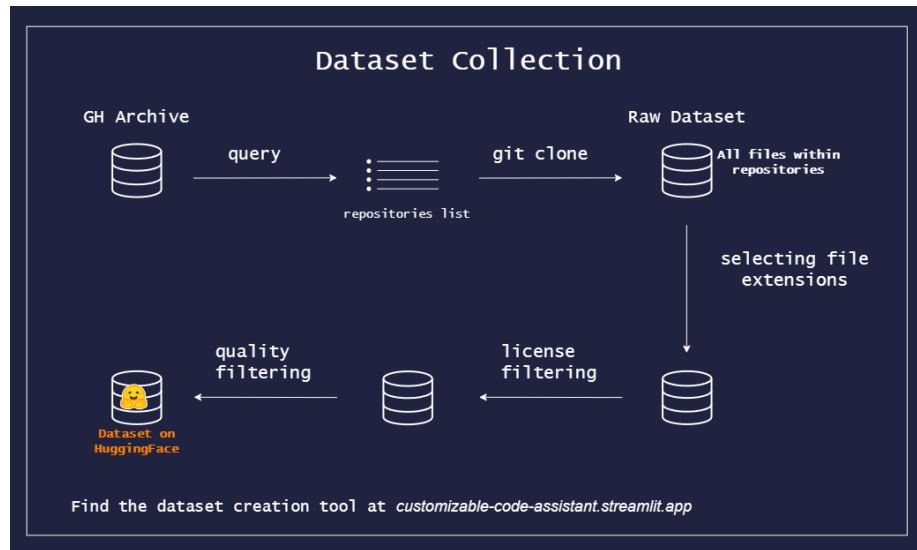 Dataset Collection
GH Archive
Raw Dataset
query
git clone
All files within
repositories
repositories list
selecting file
extensions
license
filtering
quality
filtering
Dataset on
HuggingFace
Find the dataset creation tool at customizable-code-assistant.streamlit.app